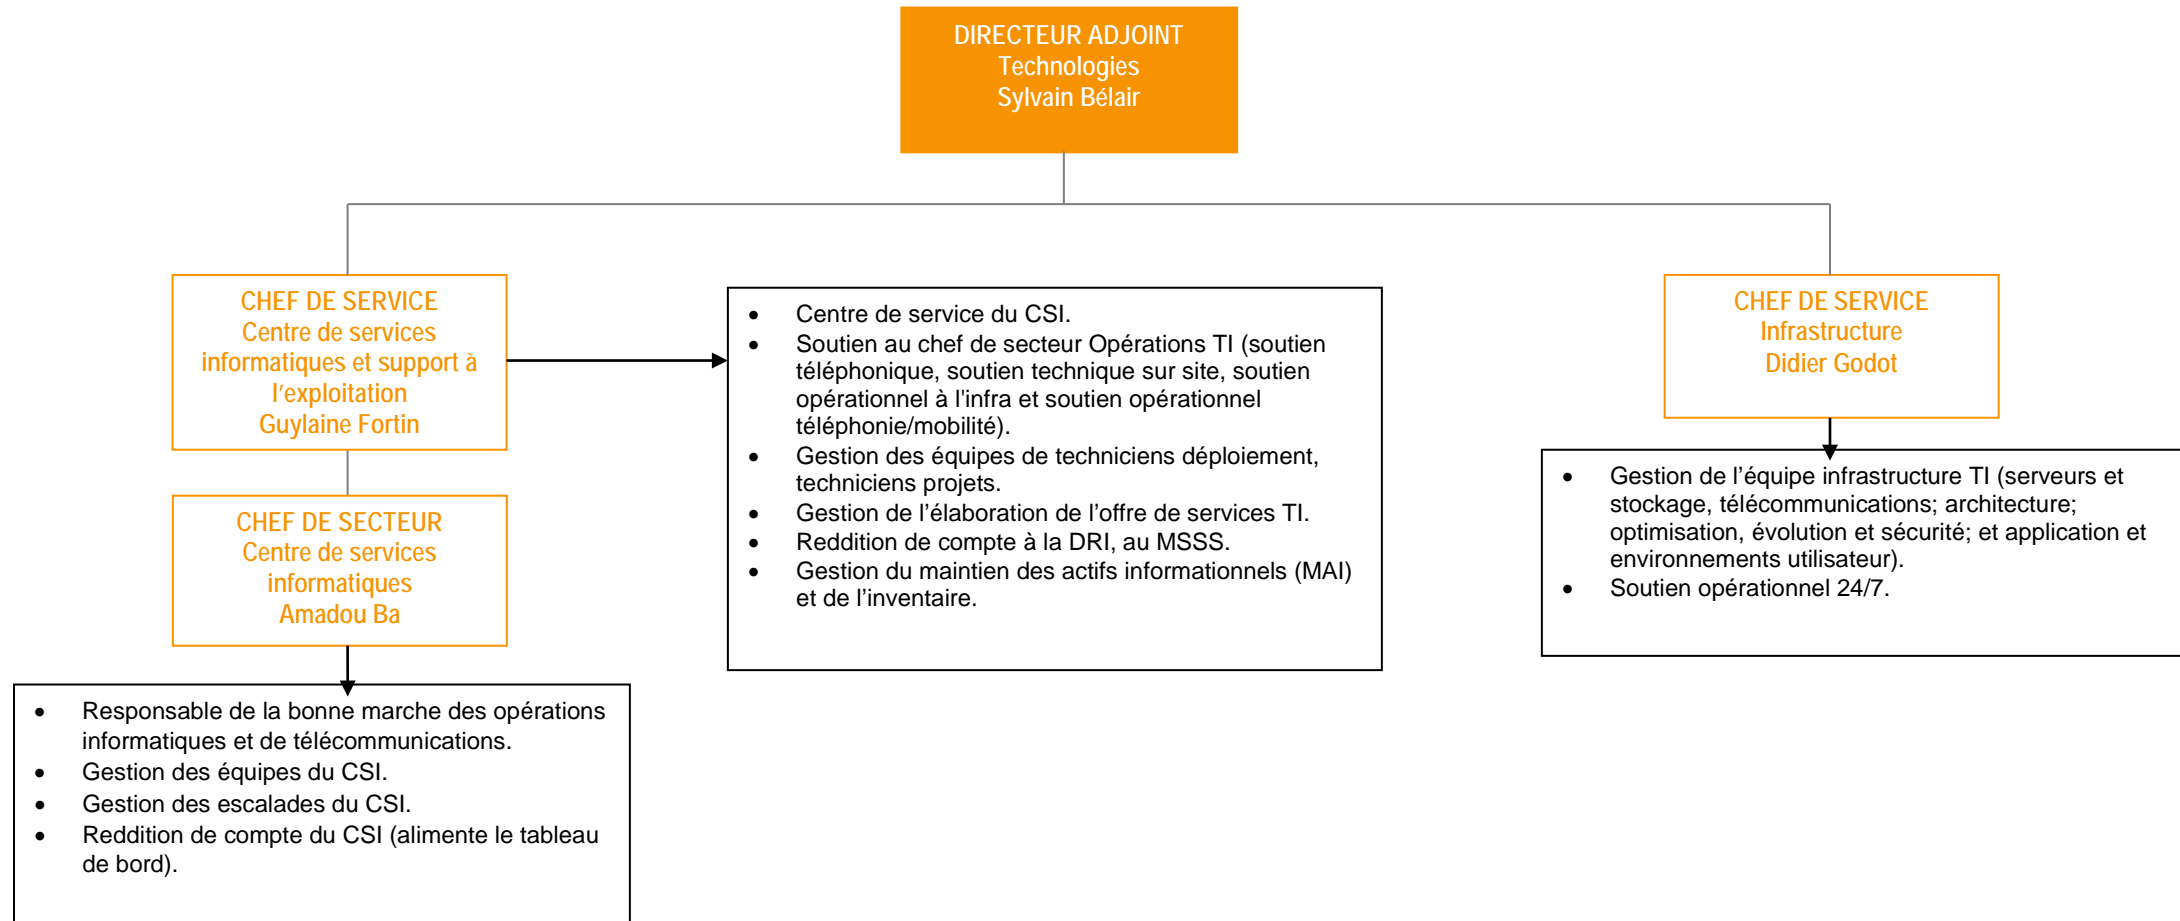 DIRECTEUR ADJOINT
Technologies
Sylvain Bélair
CHEF DE SERVICE
Centre de services
informatiques et support à
l'exploitation
Guylaine Fortin
• Centre de service du CSI.
• Soutien au chef de secteur Opérations TI (soutien
téléphonique, soutien technique sur site, soutien
opérationnel à l'infra et soutien opérationnel
téléphonie/mobilité).
• Gestion des équipes de techniciens déploiement,
techniciens projets.
• Gestion de l’élaboration de l’offre de services TI.
• Reddition de compte à la DRI, au MSSS.
• Gestion du maintien des actifs informationnels (MAI)
et de l’inventaire.
CHEF DE SERVICE
Infrastructure
Didier Godot
• Gestion de l’équipe infrastructure TI (serveurs et
stockage, télécommunications; architecture;
optimisation, évolution et sécurité; et application et
environnements utilisateur).
• Soutien opérationnel 24/7.
CHEF DE SECTEUR
Centre de services
informatiques
Amadou Ba
• Responsable de la bonne marche des opérations
informatiques et de télécommunications.
• Gestion des équipes du CSI.
• Gestion des escalades du CSI.
• Reddition de compte du CSI (alimente le tableau
de bord).